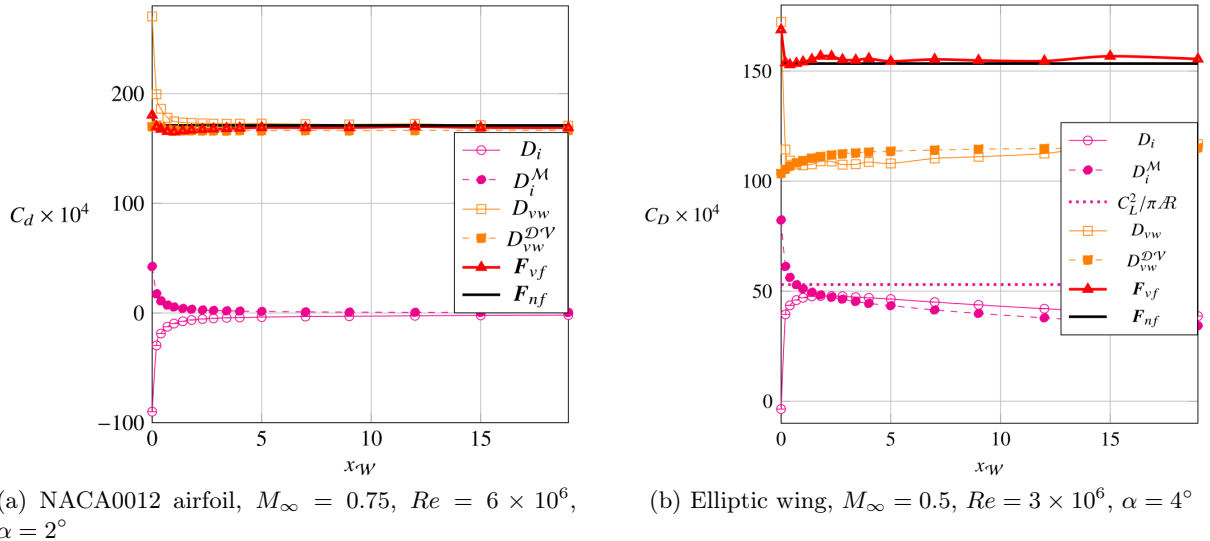 200
100
0
−100
C_d × 10^4
0
5
10
15
x_𝒲
D_i
D_i^ℳ
D_vw
D_vw^𝒟𝒱
F_vf
F_nf
(a) NACA0012 airfoil, M_∞ = 0.75, Re = 6 × 10^6,
α = 2°
150
100
50
0
C_D × 10^4
0
5
10
15
x_𝒲
D_i
D_i^ℳ
C_L^2/πAR
D_vw
D_vw^𝒟𝒱
F_vf
F_nf
(b) Elliptic wing, M_∞ = 0.5, Re = 3 × 10^6, α = 4°